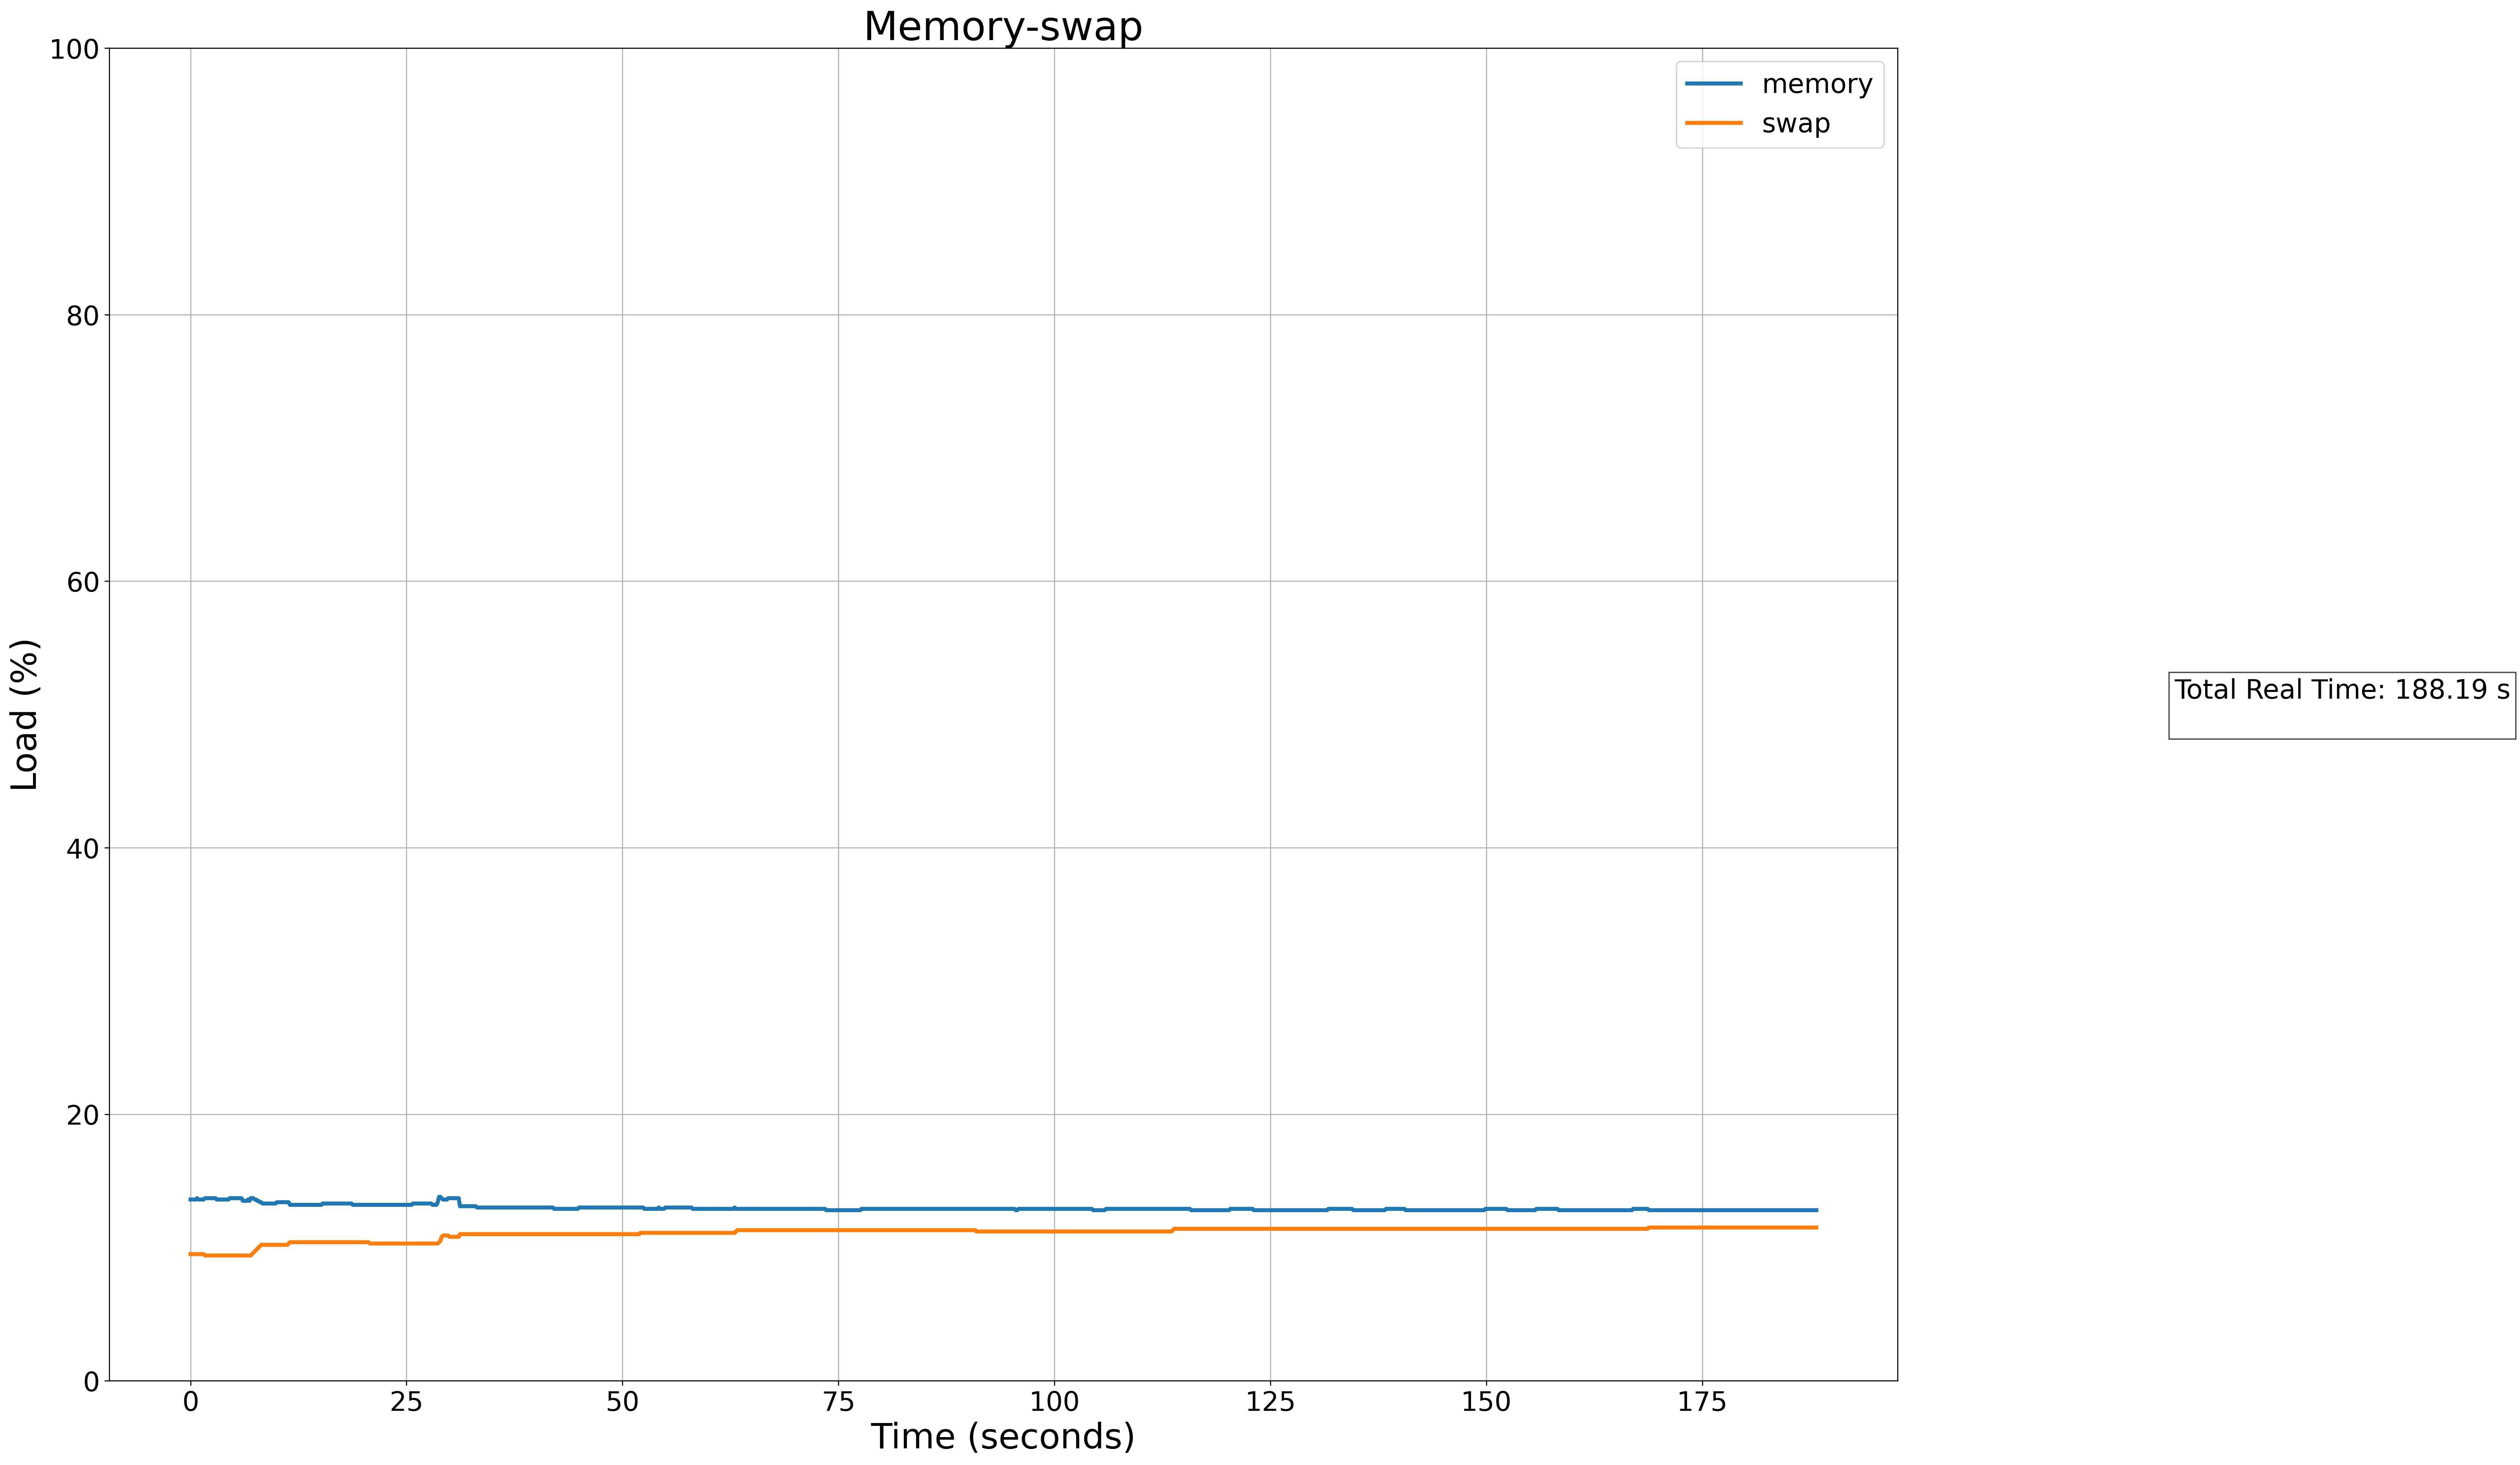 Memory-swap
100
80
60
40
20
0
Load (%)
memory
swap
0 25 50 75 100 125 150 175
Time (seconds)
Total Real Time: 188.19 s